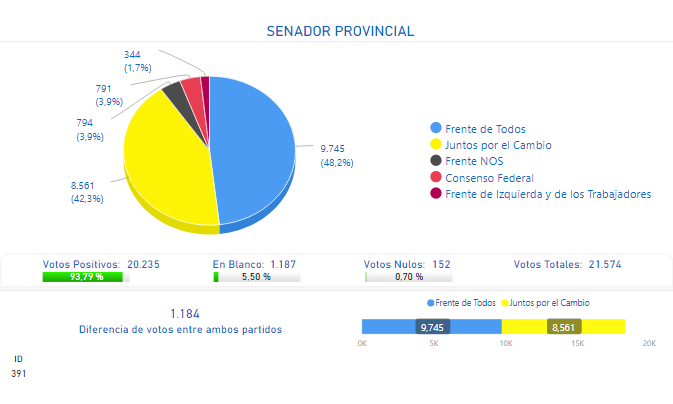 SENADOR PROVINCIAL
344
(1,7%)
791
(3,9%)
794
(3,9%)
8.561
(42,3%)
9.745
(48,2%)
Frente de Todos
Juntos por el Cambio
Frente NOS
Consenso Federal
Frente de Izquierda y de los Trabajadores
Votos Positivos: 20.235
93,79 %
En Blanco: 1.187
5,50 %
Votos Nulos: 152
0,70 %
Votos Totales: 21.574
1.184
Diferencia de votos entre ambos partidos
Frente de Todos Juntos por el Cambio
9,745 8,561
0K 5K 10K 15K 20K
ID
391